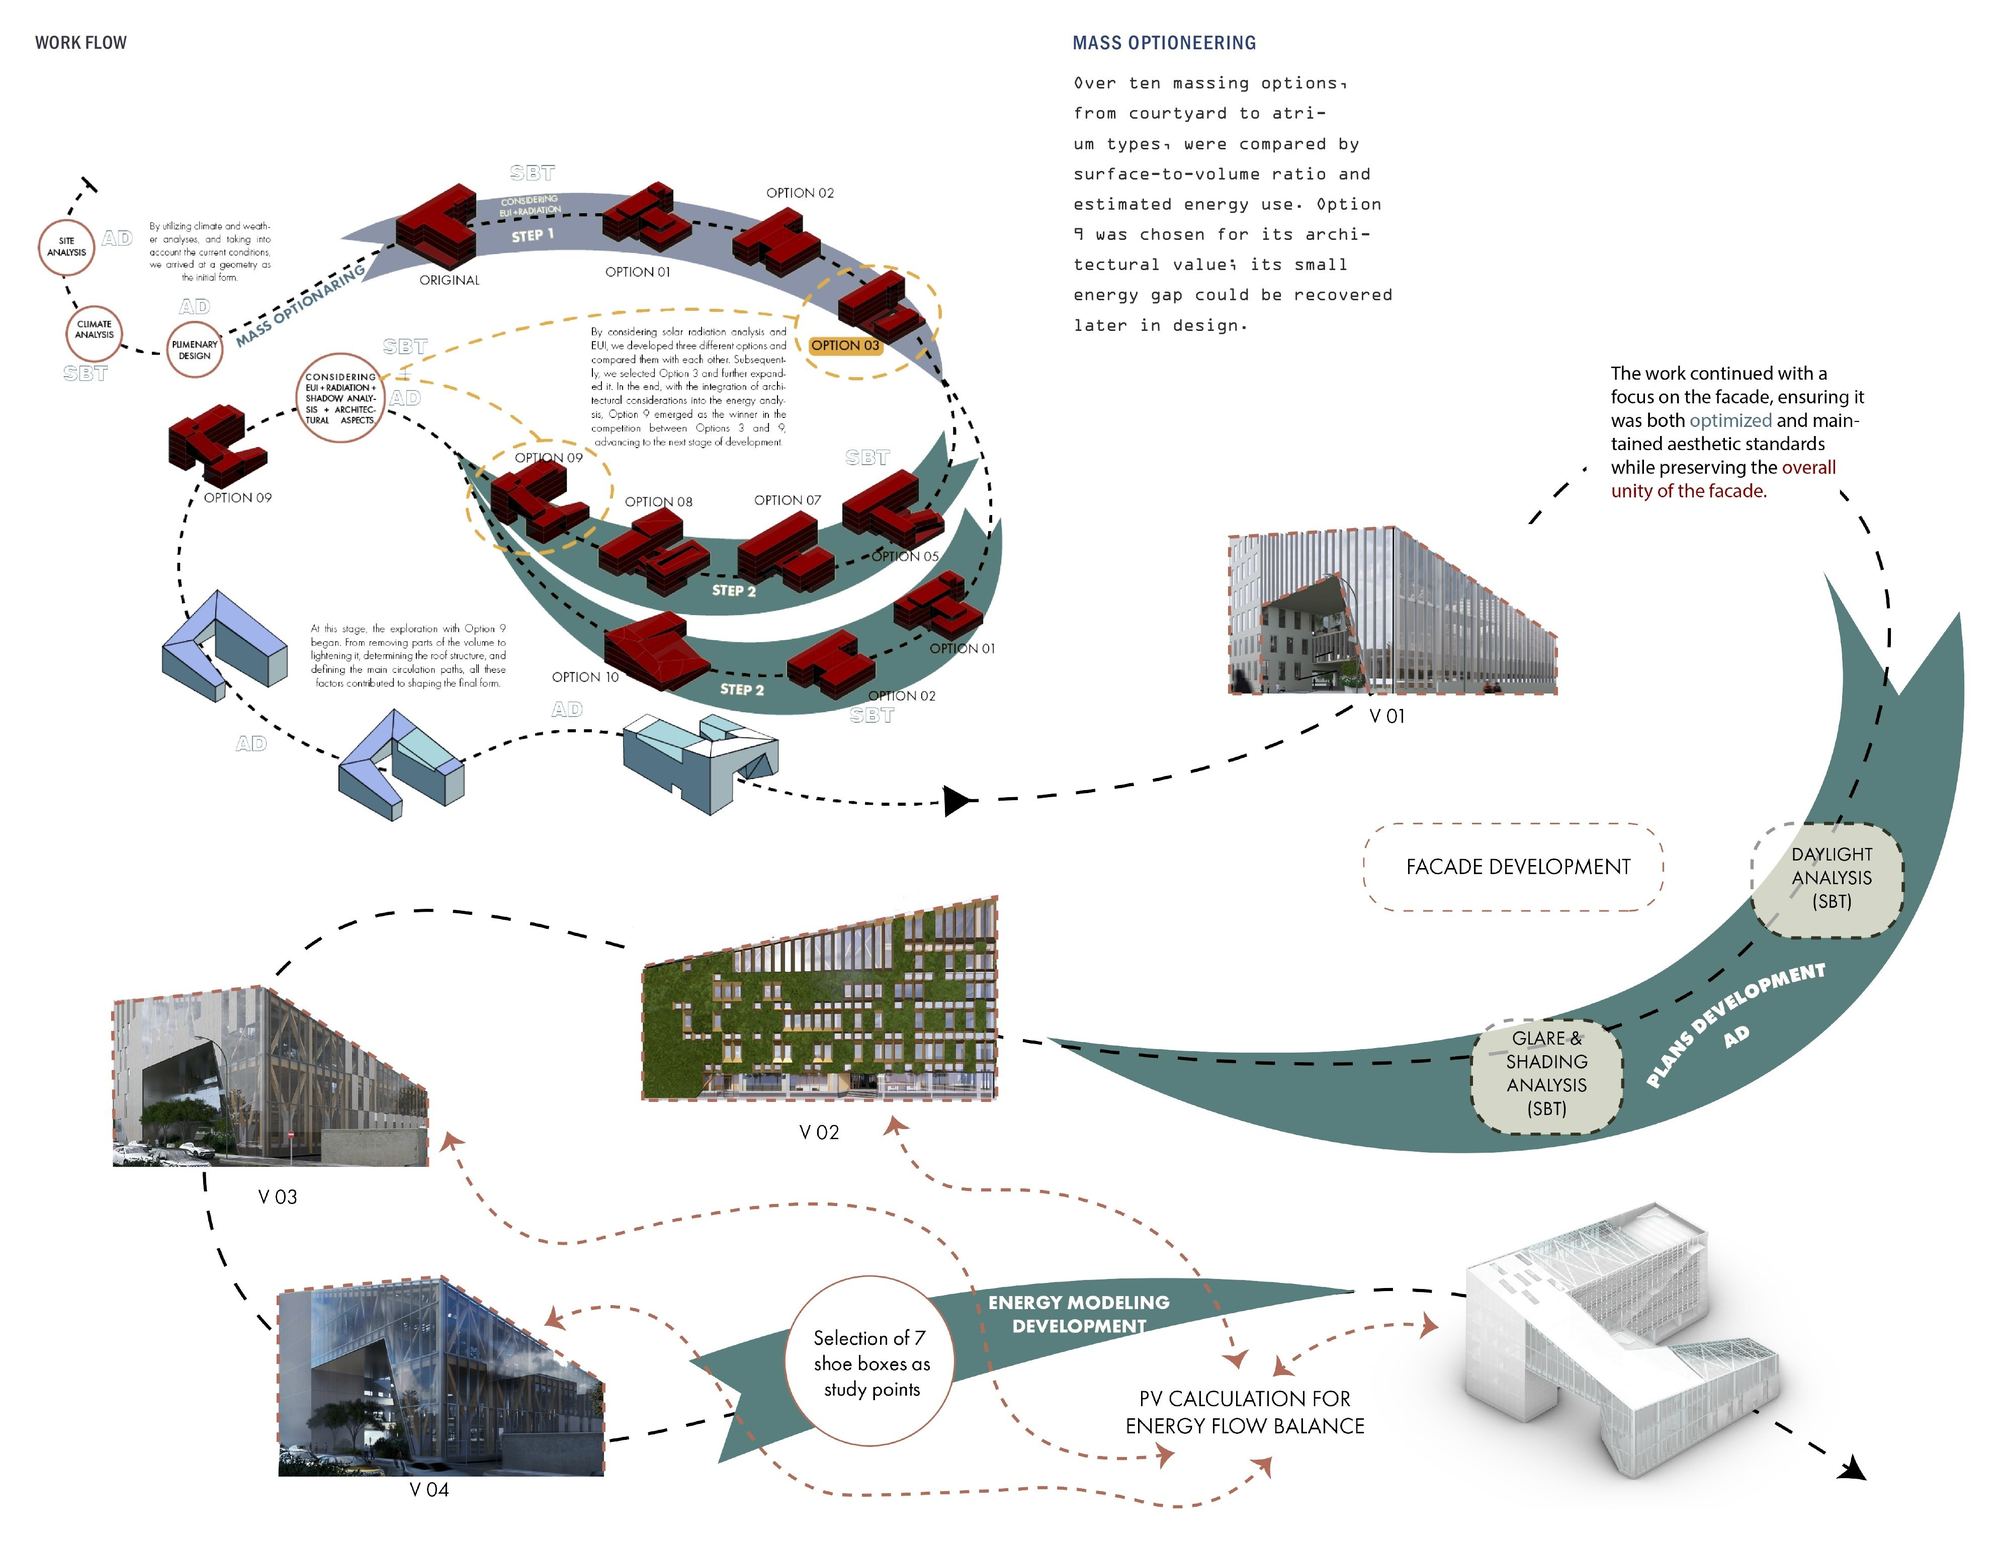 WORK FLOW
MASS OPTIONEERING
Over ten massing options,
from courtyard to atri-
um types, were compared by
surface-to-volume ratio and
estimated energy use. Option
9 was chosen for its archi-
tectural value; its small
energy gap could be recovered
later in design.
SITE
ANALYSIS
AD
By utilizing climate and weath-
er analyses, and taking into
account the current conditions,
we arrived at a geometry as
the initial form.
CLIMATE
ANALYSIS
SBT
AD
PLIMENARY
DESIGN
MASS OPTIONARING
SBT
CONSIDERING
EUI +RADIATION
STEP 1
ORIGINAL
OPTION 01
OPTION 02
OPTION 03
SBT
+
AD
CONSIDERING
EUI + RADIATION +
SHADOW ANALY-
SIS + ARCHITEC-
TURAL ASPECTS
By considering solar radiation analysis and
EUI, we developed three different options and
compared them with each other. Subsequent-
ly, we selected Option 3 and further expand-
ed it. In the end, with the integration of archi-
tectural considerations into the energy analy-
sis, Option 9 emerged as the winner in the
competition between Options 3 and 9,
advancing to the next stage of development.
OPTION 09
OPTION 09
OPTION 08
OPTION 07
SBT
OPTION 05
STEP 2
OPTION 01
OPTION 10
STEP 2
OPTION 02
SBT
At this stage, the exploration with Option 9
began. From removing parts of the volume to
lightening it, determining the roof structure, and
defining the main circulation paths, all these
factors contributed to shaping the final form.
AD
AD
The work continued with a
focus on the facade, ensuring it
was both optimized and main-
tained aesthetic standards
while preserving the overall
unity of the facade.
V 01
FACADE DEVELOPMENT
DAYLIGHT
ANALYSIS
(SBT)
PLANS DEVELOPMENT
AD
GLARE &
SHADING
ANALYSIS
(SBT)
V 02
V 03
V 04
Selection of 7
shoe boxes as
study points
ENERGY MODELING
DEVELOPMENT
PV CALCULATION FOR
ENERGY FLOW BALANCE